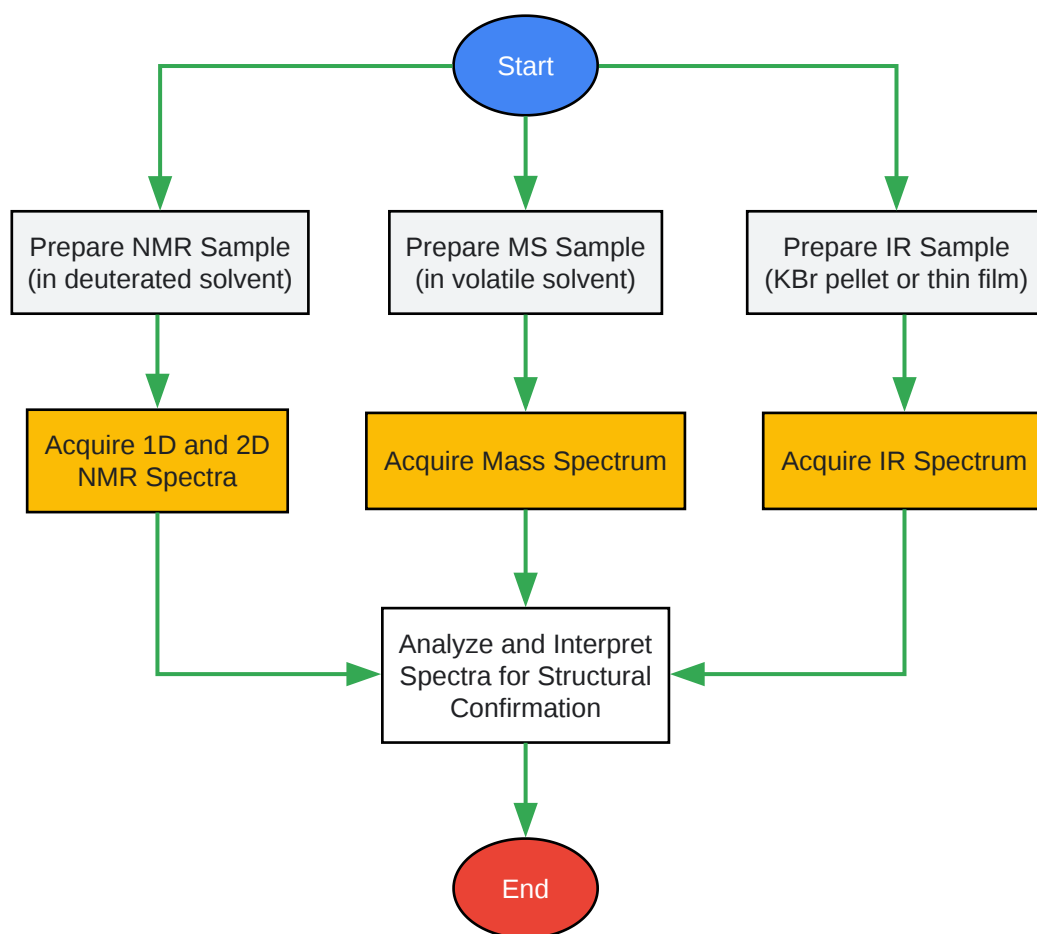 Start
Prepare NMR Sample
(in deuterated solvent)
Prepare MS Sample
(in volatile solvent)
Prepare IR Sample
(KBr pellet or thin film)
Acquire 1D and 2D
NMR Spectra
Acquire Mass Spectrum
Acquire IR Spectrum
Analyze and Interpret
Spectra for Structural
Confirmation
End